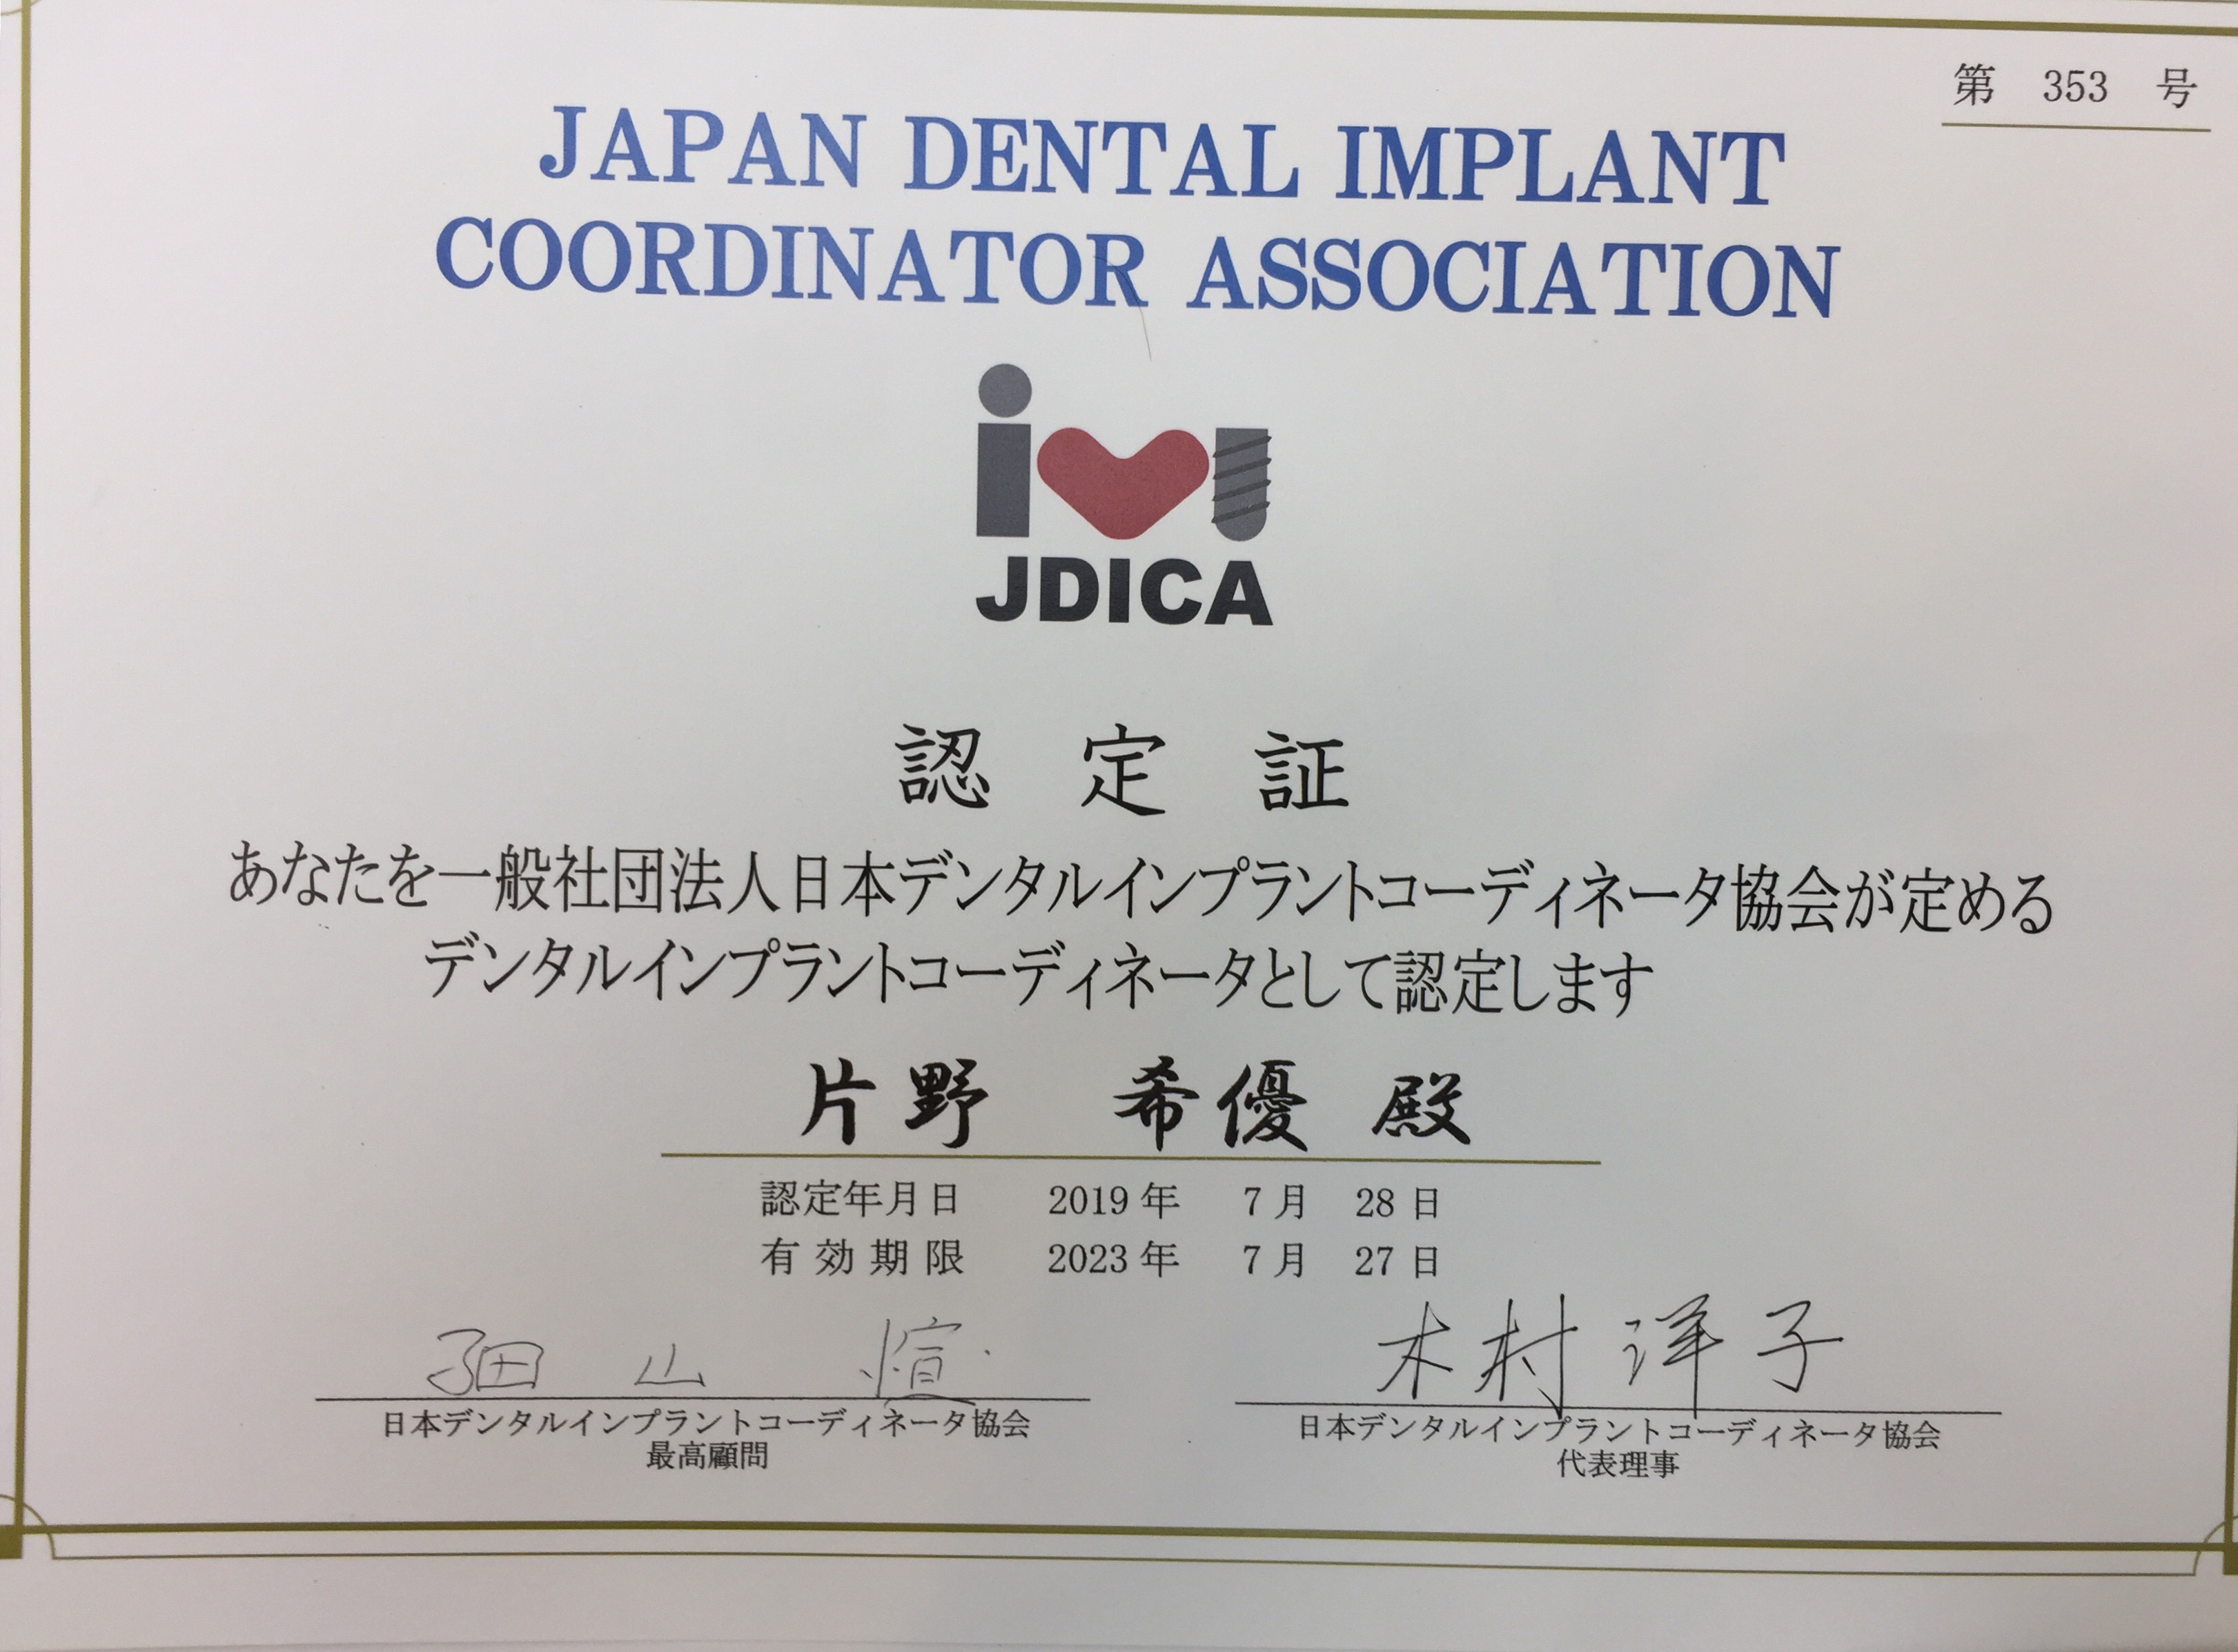 第 353 号
JAPAN DENTAL IMPLANT
COORDINATOR ASSOCIATION
JDICA
認定証
あなたを一般社団法人日本デンタルインプラントコーディネータ協会が定める
デンタルインプラントコーディネータとして認定します
片野 希優 殿
認定年月日 2019年 7月 28日
有効期限 2023年 7月 27日
細山 愃
木村洋子
日本デンタルインプラントコーディネータ協会
最高顧問
日本デンタルインプラントコーディネータ協会
代表理事